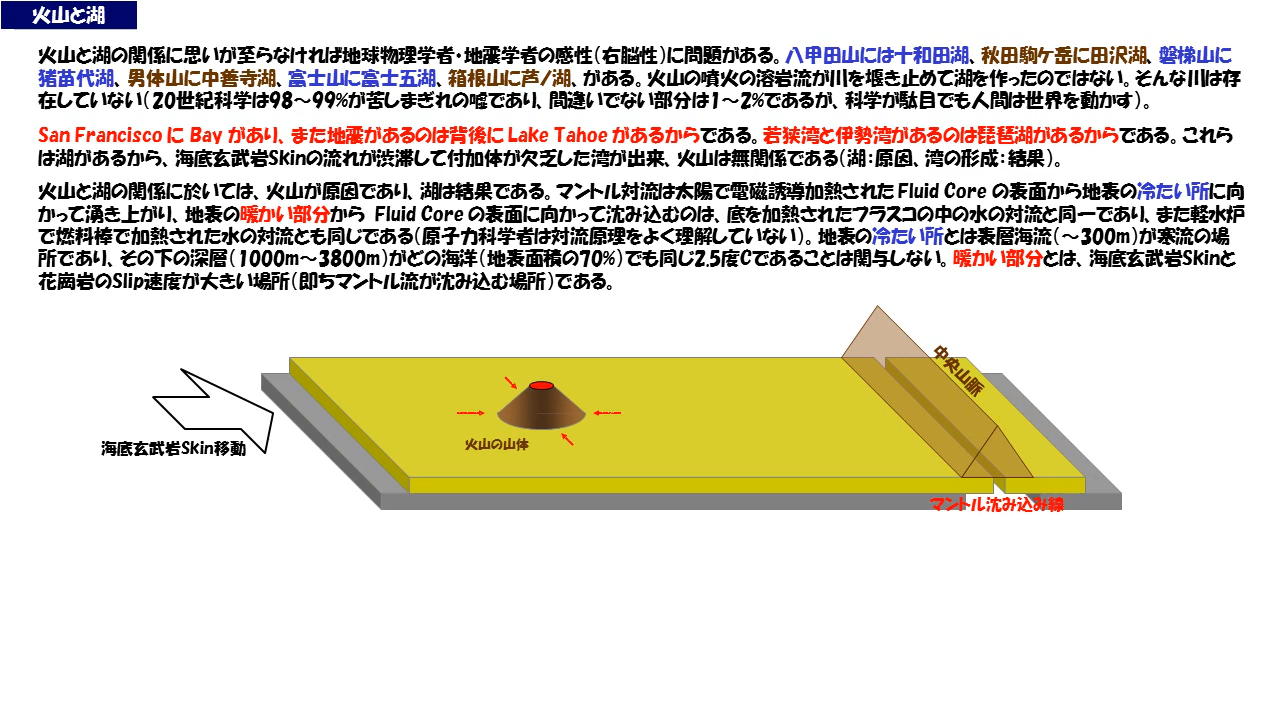 火山と湖
火山と湖の関係に思いが至らなければ地球物理学者・地震学者の感性(右脳性)に問題がある。八甲田山には十和田湖、秋田駒ケ岳に田沢湖、磐梯山に
猪苗代湖、男体山に中善寺湖、富士山に富士五湖、箱根山に芦ノ湖、がある。火山の噴火の溶岩流が川を堰き止めて湖を作ったのではない。そんな川は存
在していない(20世紀科学は98~99%が苦しまぎれの嘘であり、間違いでない部分は1~2%であるが、科学が駄目でも人間は世界を動かす)。
San Francisco に Bay があり、また地震があるのは背後に Lake Tahoe があるからである。若狭湾と伊勢湾があるのは琵琶湖があるからである。これら
は湖があるから、海底玄武岩Skinの流れが渋滞して付加体が欠乏した湾が出来、火山は無関係である(湖:原因、湾の形成:結果)。
火山と湖の関係に於いては、火山が原因であり、湖は結果である。マントル対流は太陽で電磁誘導加熱された Fluid Core の表面から地表の冷たい所に向
かって湧き上がり、地表の暖かい部分から Fluid Core の表面に向かって沈み込むのは、底を加熱されたフラスコの中の水の対流と同一であり、また軽水炉
で燃料棒で加熱された水の対流とも同じである(原子力科学者は対流原理をよく理解していない)。地表の冷たい所とは表層海流(~300m)が寒流の場
所であり、その下の深層(1000m~3800m)がどの海洋(地表面積の70%)でも同じ2.5度Cであることは関与しない。暖かい部分とは、海底玄武岩Skinと
花崗岩のSlip速度が大きい場所(即ちマントル流が沈み込む場所)である。
中央山脈
海底玄武岩Skin移動
火山の山体
マントル沈み込み線